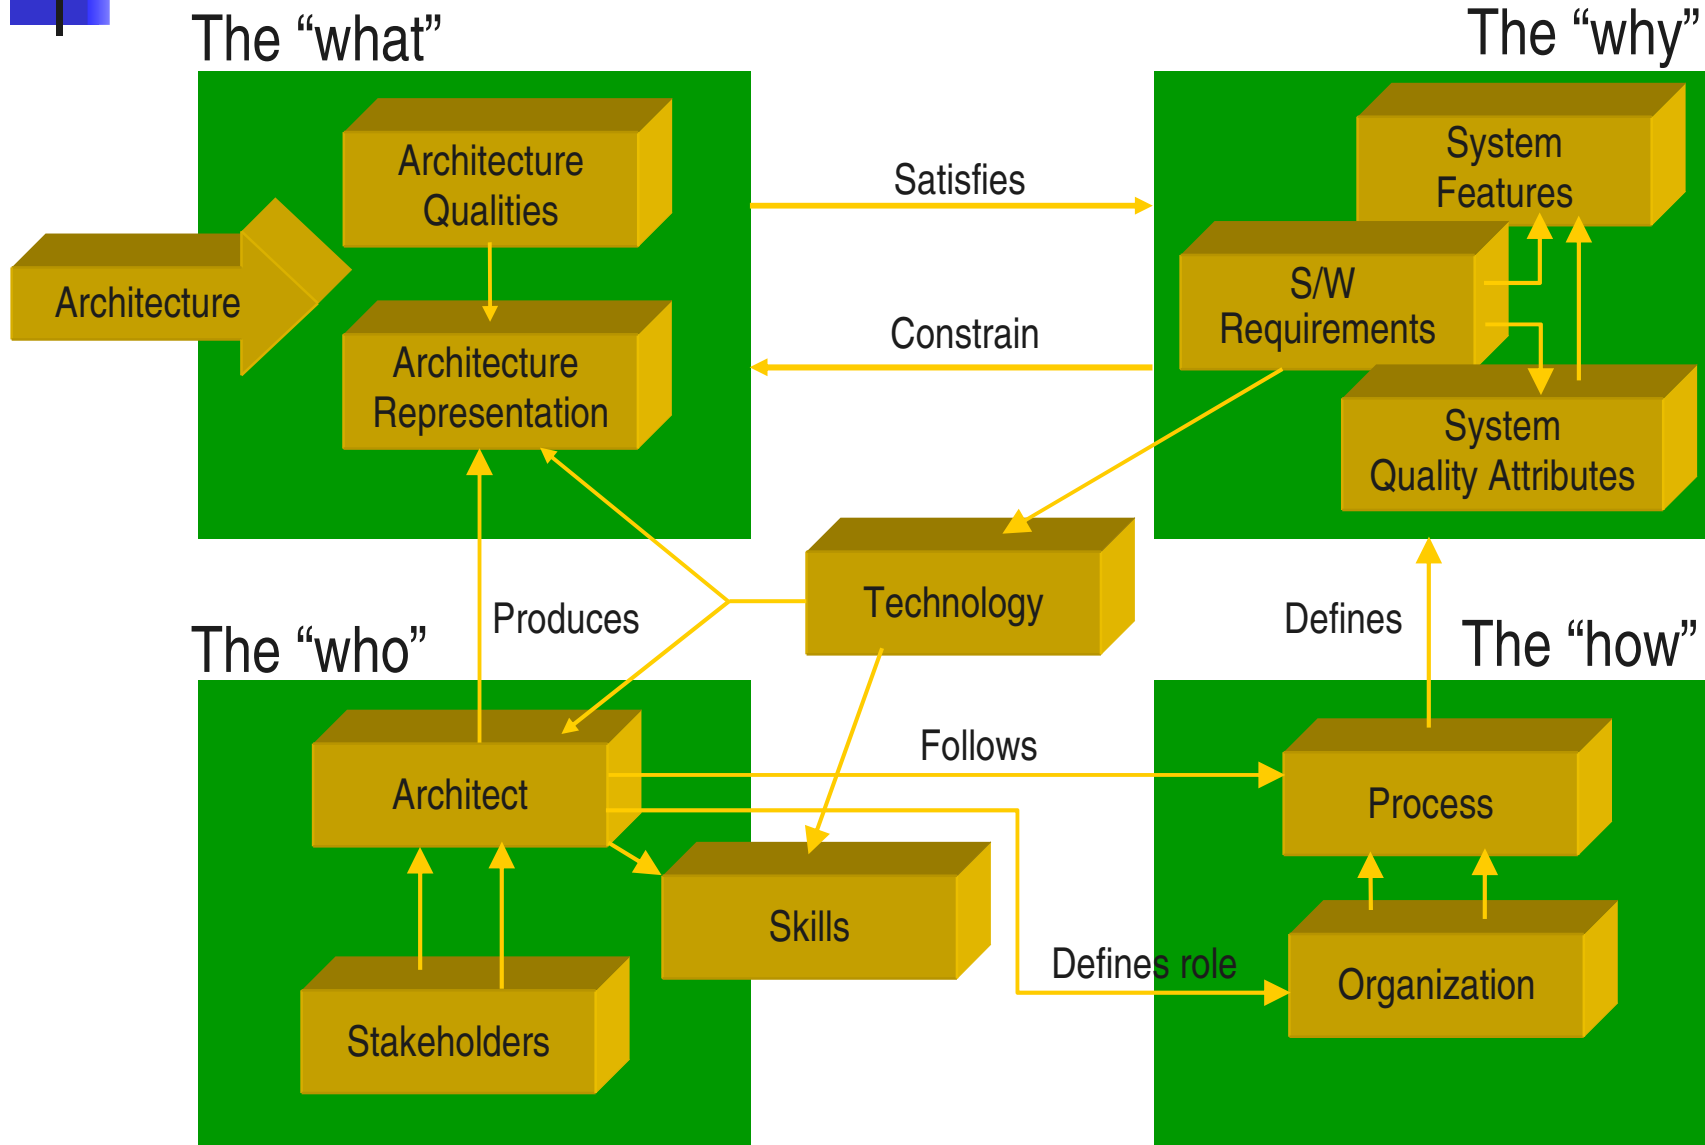 The “what”
The “why”
Architecture
Qualities
System
Features
Satisfies
Architecture
S/W
Requirements
Constrain
Architecture
Representation
System
Quality Attributes
Technology
Produces
Defines
The “who”
The “how”
Follows
Architect
Process
Skills
Defines role
Organization
Stakeholders